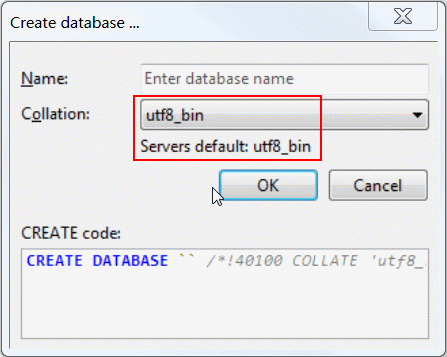 Create database ...
Name:
Enter database name
Collation:
utf8_bin
Servers default: utf8_bin
OK
Cancel
CREATE code:
CREATE DATABASE `` /*!40100 COLLATE 'utf8_